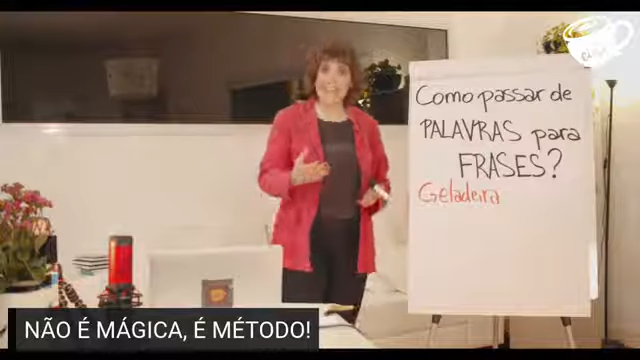 Como passar de
PALAVRAS para
FRASES?
Geladeira
NÃO É MÁGICA, É MÉTODO!